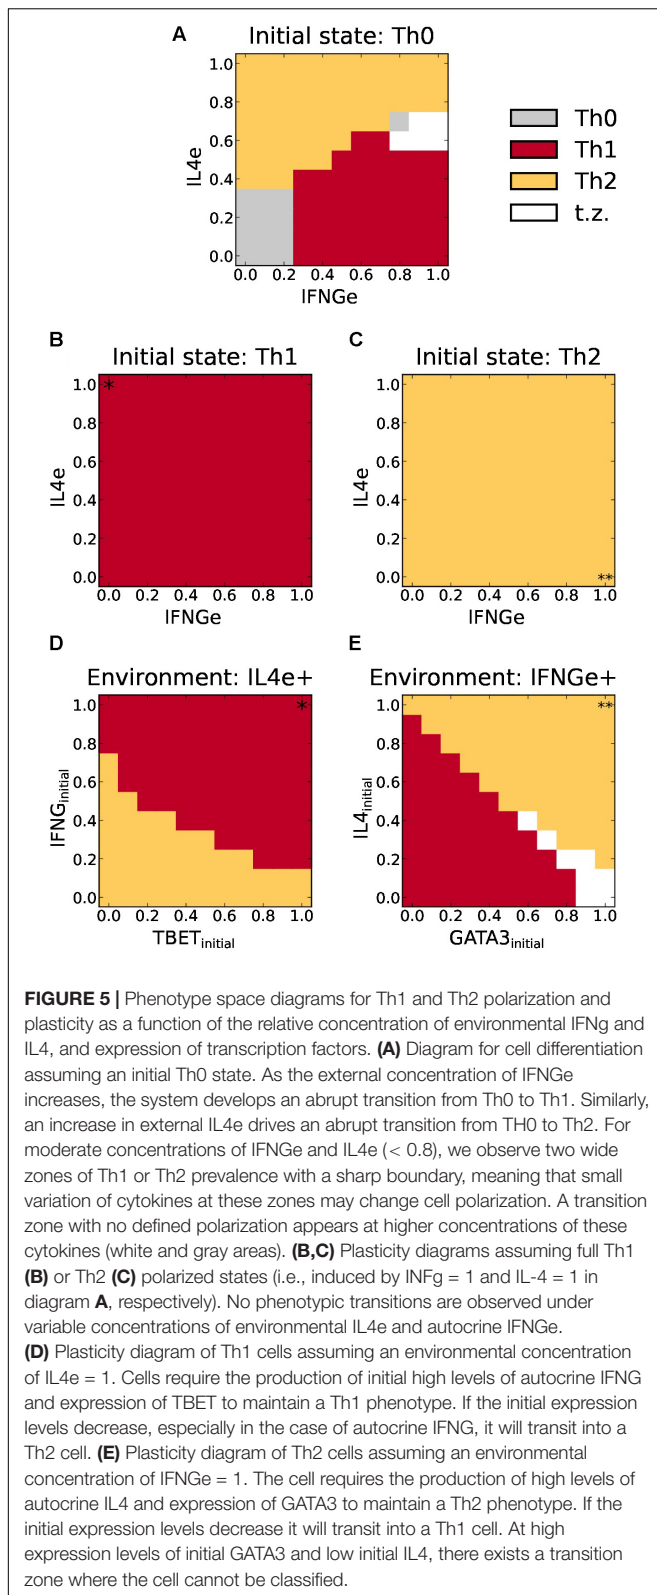 A
Initial state: Th0
1.0
0.8
0.6
0.4
0.2
0.0
IL4e
0.0 0.2 0.4 0.6 0.8 1.0
IFNGe
Th0
Th1
Th2
t.z.
B
Initial state: Th1
1.0
0.8
0.6
0.4
0.2
0.0
IL4e
*
0.0 0.2 0.4 0.6 0.8 1.0
IFNGe
C
Initial state: Th2
1.0
0.8
0.6
0.4
0.2
0.0
IL4e
**
0.0 0.2 0.4 0.6 0.8 1.0
IFNGe
D
Environment: IL4e+
1.0
0.8
0.6
0.4
0.2
0.0
IFNGinitial
*
0.0 0.2 0.4 0.6 0.8 1.0
TBETinitial
E
Environment: IFNGe+
1.0
0.8
0.6
0.4
0.2
0.0
IL4initial
**
0.0 0.2 0.4 0.6 0.8 1.0
GATA3initial
FIGURE 5 | Phenotype space diagrams for Th1 and Th2 polarization and
plasticity as a function of the relative concentration of environmental IFNg and
IL4, and expression of transcription factors. (A) Diagram for cell differentiation
assuming an initial Th0 state. As the external concentration of IFNGe
increases, the system develops an abrupt transition from Th0 to Th1. Similarly,
an increase in external IL4e drives an abrupt transition from TH0 to Th2. For
moderate concentrations of IFNGe and IL4e (< 0.8), we observe two wide
zones of Th1 or Th2 prevalence with a sharp boundary, meaning that small
variation of cytokines at these zones may change cell polarization. A transition
zone with no defined polarization appears at higher concentrations of these
cytokines (white and gray areas). (B,C) Plasticity diagrams assuming full Th1
(B) or Th2 (C) polarized states (i.e., induced by INFg = 1 and IL-4 = 1 in
diagram A, respectively). No phenotypic transitions are observed under
variable concentrations of environmental IL4e and autocrine IFNGe.
(D) Plasticity diagram of Th1 cells assuming an environmental concentration
of IL4e = 1. Cells require the production of initial high levels of autocrine IFNG
and expression of TBET to maintain a Th1 phenotype. If the initial expression
levels decrease, especially in the case of autocrine IFNG, it will transit into a
Th2 cell. (E) Plasticity diagram of Th2 cells assuming an environmental
concentration of IFNGe = 1. The cell requires the production of high levels of
autocrine IL4 and expression of GATA3 to maintain a Th2 phenotype. If the
initial expression levels decrease it will transit into a Th1 cell. At high
expression levels of initial GATA3 and low initial IL4, there exists a transition
zone where the cell cannot be classified.